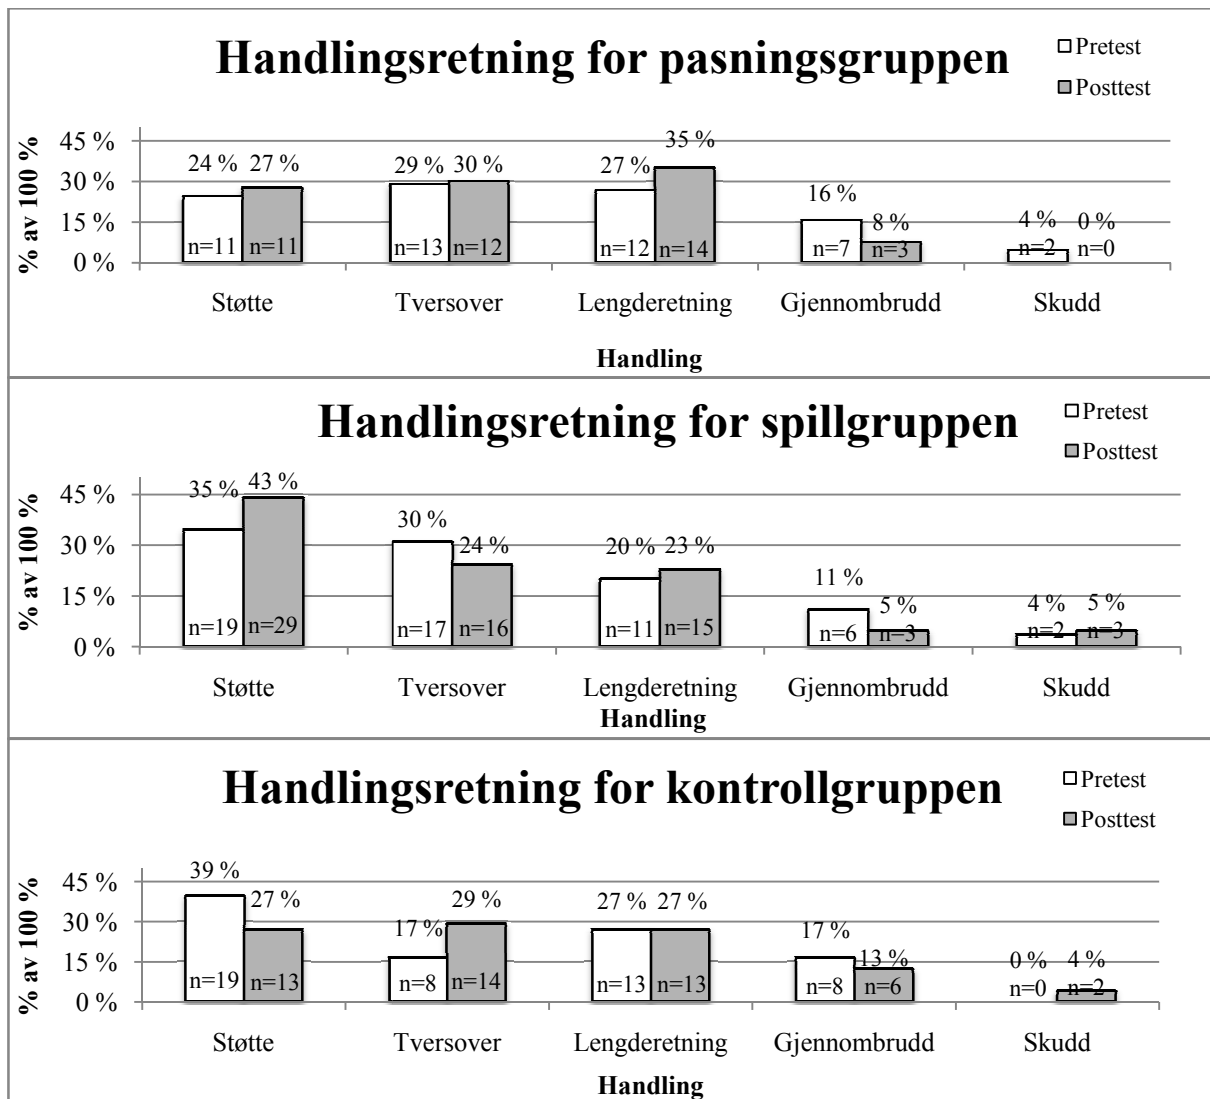 Handlingsretning for pasningsgruppen
Pretest
Posttest
% av 100 %
45 %
30 %
15 %
0 %
24 % 27 % 29 % 30 % 27 % 35 % 16 % 8 % 4 % 0 %
n=11 n=11 n=13 n=12 n=12 n=14 n=7 n=3 n=2 n=0
Støtte Tversover Lengderetning Gjennombrudd Skudd
Handling
Handlingsretning for spillgruppen
Pretest
Posttest
% av 100 %
45 %
30 %
15 %
0 %
35 % 43 % 30 % 24 % 20 % 23 % 11 % 5 % 4 % 5 %
n=19 n=29 n=17 n=16 n=11 n=15 n=6 n=3 n=2 n=3
Støtte Tversover Lengderetning Gjennombrudd Skudd
Handling
Handlingsretning for kontrollgruppen
Pretest
Posttest
% av 100 %
45 %
30 %
15 %
0 %
39 % 27 % 17 % 29 % 27 % 27 % 17 % 13 % 0 % 4 %
n=19 n=13 n=8 n=14 n=13 n=13 n=8 n=6 n=0 n=2
Støtte Tversover Lengderetning Gjennombrudd Skudd
Handling